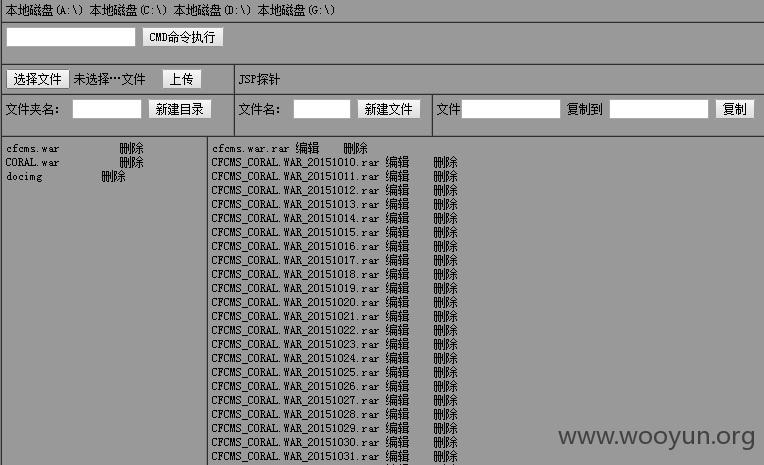 本地磁盘(A:\) 本地磁盘(C:\) 本地磁盘(D:\) 本地磁盘(G:\)
CMD命令执行
选择文件 未选择…文件 上传 JSP探针
文件夹名: 新建目录 文件名: 新建文件 文件 复制到 复制
cfcms.war 删除
CORAL.war 删除
docimg 删除
cfcms.war.rar 编辑 删除
CFCMS_CORAL.WAR_20151010.rar 编辑 删除
CFCMS_CORAL.WAR_20151011.rar 编辑 删除
CFCMS_CORAL.WAR_20151012.rar 编辑 删除
CFCMS_CORAL.WAR_20151013.rar 编辑 删除
CFCMS_CORAL.WAR_20151014.rar 编辑 删除
CFCMS_CORAL.WAR_20151015.rar 编辑 删除
CFCMS_CORAL.WAR_20151016.rar 编辑 删除
CFCMS_CORAL.WAR_20151017.rar 编辑 删除
CFCMS_CORAL.WAR_20151018.rar 编辑 删除
CFCMS_CORAL.WAR_20151019.rar 编辑 删除
CFCMS_CORAL.WAR_20151020.rar 编辑 删除
CFCMS_CORAL.WAR_20151021.rar 编辑 删除
CFCMS_CORAL.WAR_20151022.rar 编辑 删除
CFCMS_CORAL.WAR_20151023.rar 编辑 删除
CFCMS_CORAL.WAR_20151024.rar 编辑 删除
CFCMS_CORAL.WAR_20151025.rar 编辑 删除
CFCMS_CORAL.WAR_20151026.rar 编辑 删除
CFCMS_CORAL.WAR_20151027.rar 编辑 删除
CFCMS_CORAL.WAR_20151028.rar 编辑 删除
CFCMS_CORAL.WAR_20151029.rar 编辑 删除
CFCMS_CORAL.WAR_20151030.rar 编辑 删除
CFCMS_CORAL.WAR_20151031.rar 编辑 删除
www.wooyun.org